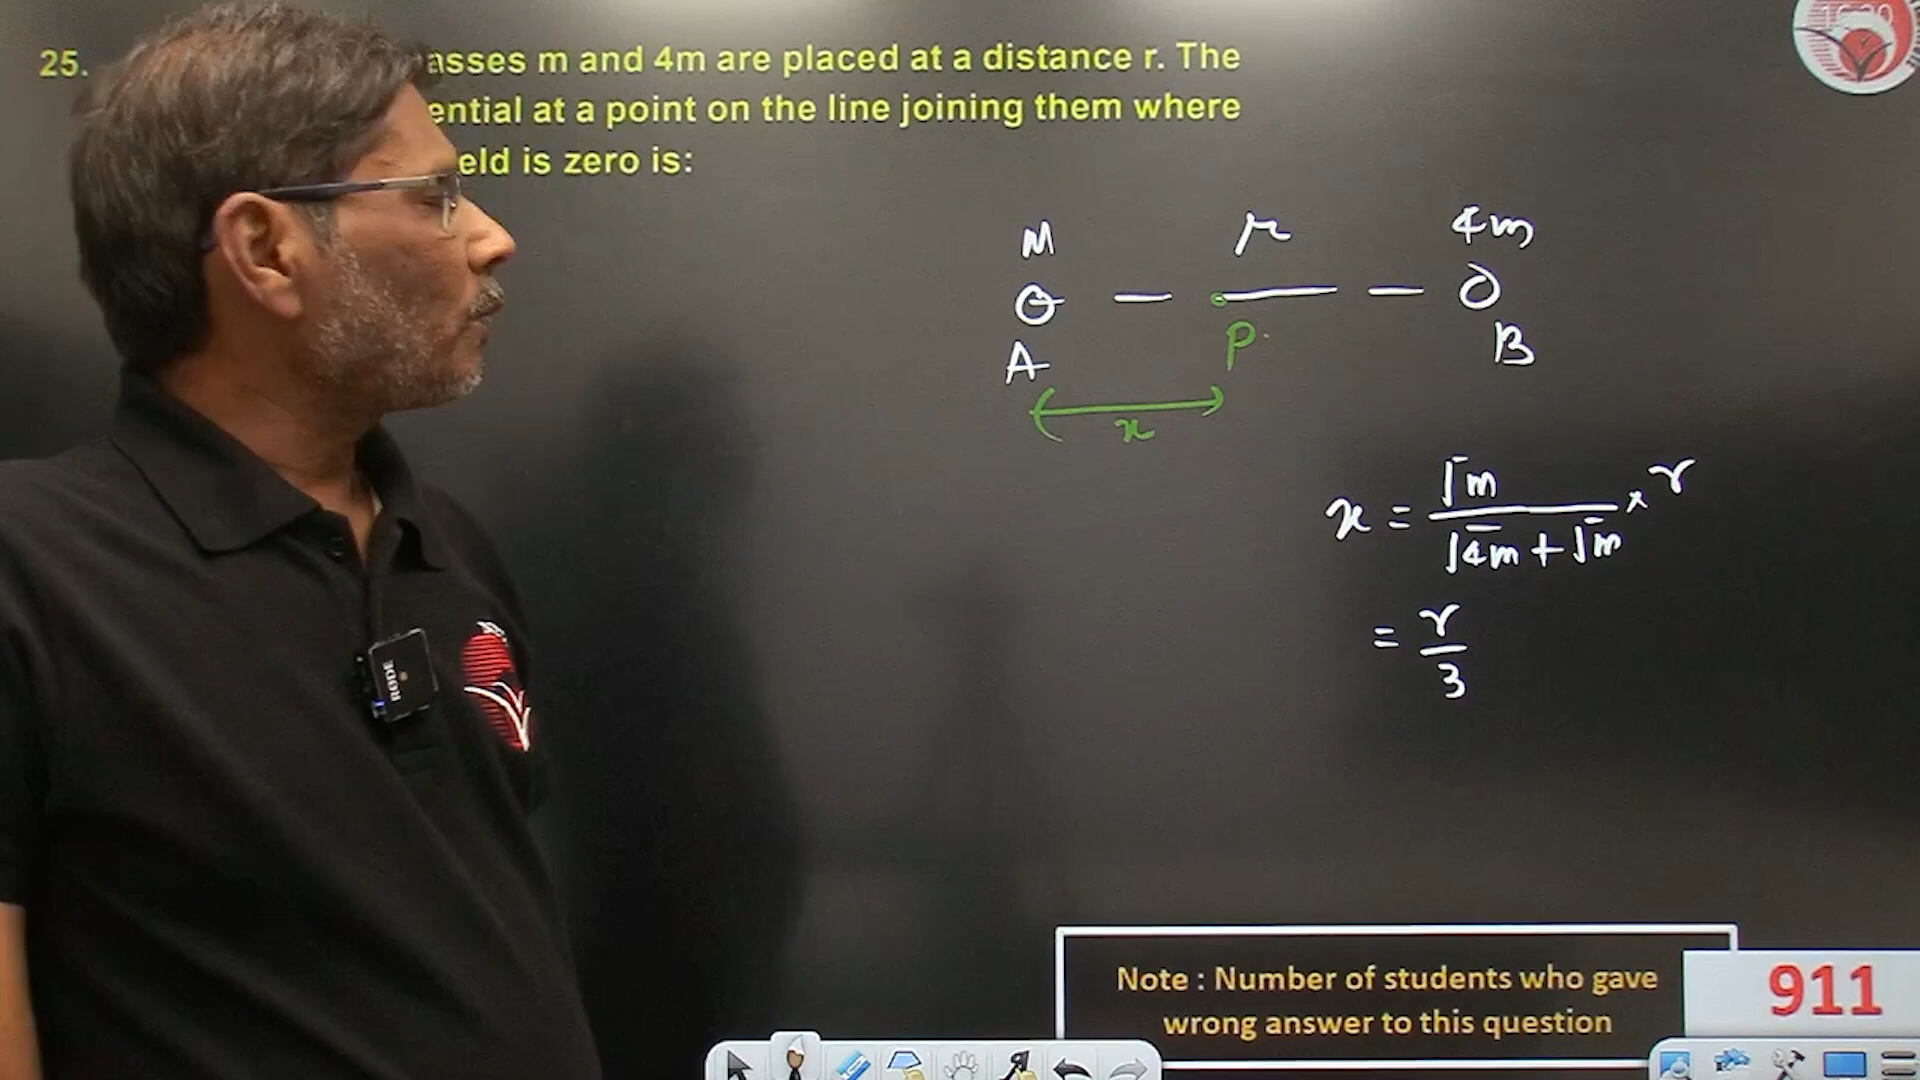 25.
asses m and 4m are placed at a distance r. The
ential at a point on the line joining them where
eld is zero is:
M r 4m
P
A B
x
x = √m / √4m + √m × r
= r / 3
RODE
Note : Number of students who gave
wrong answer to this question
911